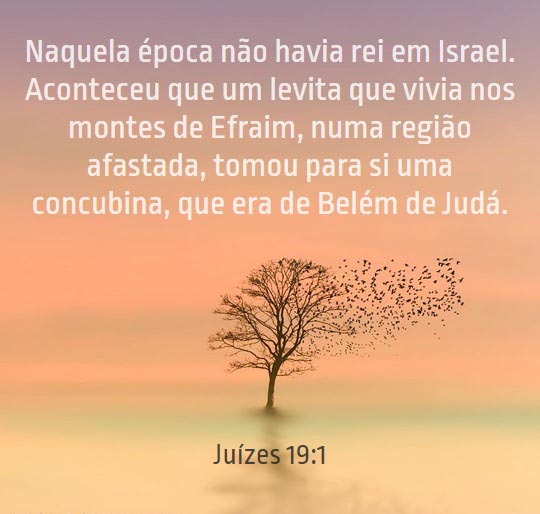 Naquela época não havia rei em Israel.
Aconteceu que um levita que vivia nos
montes de Efraim, numa região
afastada, tomou para si uma
concubina, que era de Belém de Judá.
Juízes 19:1